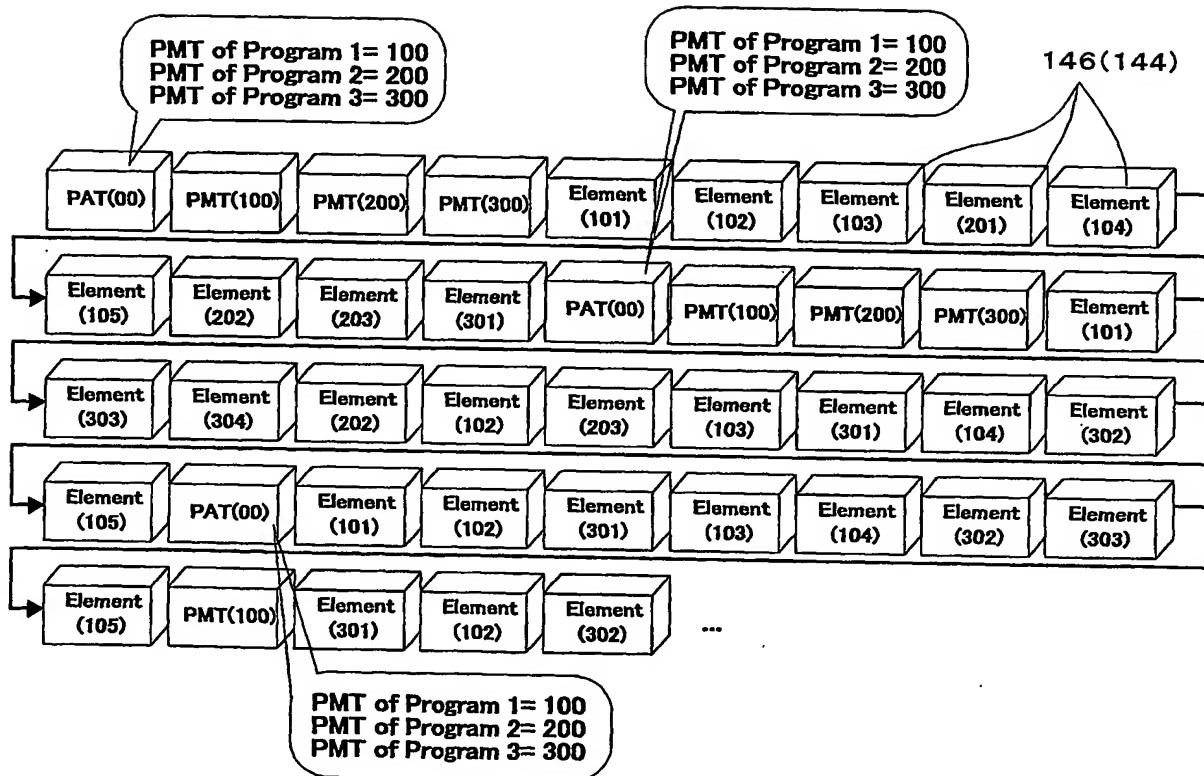 PMT of Program 1= 100
PMT of Program 2= 200
PMT of Program 3= 300
PMT of Program 1= 100
PMT of Program 2= 200
PMT of Program 3= 300
146(144)
PAT(00) PMT(100) PMT(200) PMT(300) Element (101) Element (102) Element (103) Element (201) Element (104)
Element (105) Element (202) Element (203) Element (301) PAT(00) PMT(100) PMT(200) PMT(300) Element (101)
Element (303) Element (304) Element (202) Element (102) Element (203) Element (103) Element (301) Element (104) Element (302)
Element (105) PAT(00) Element (101) Element (102) Element (301) Element (103) Element (104) Element (302) Element (303)
Element (105) PMT(100) Element (301) Element (102) Element (302) ...
PMT of Program 1= 100
PMT of Program 2= 200
PMT of Program 3= 300